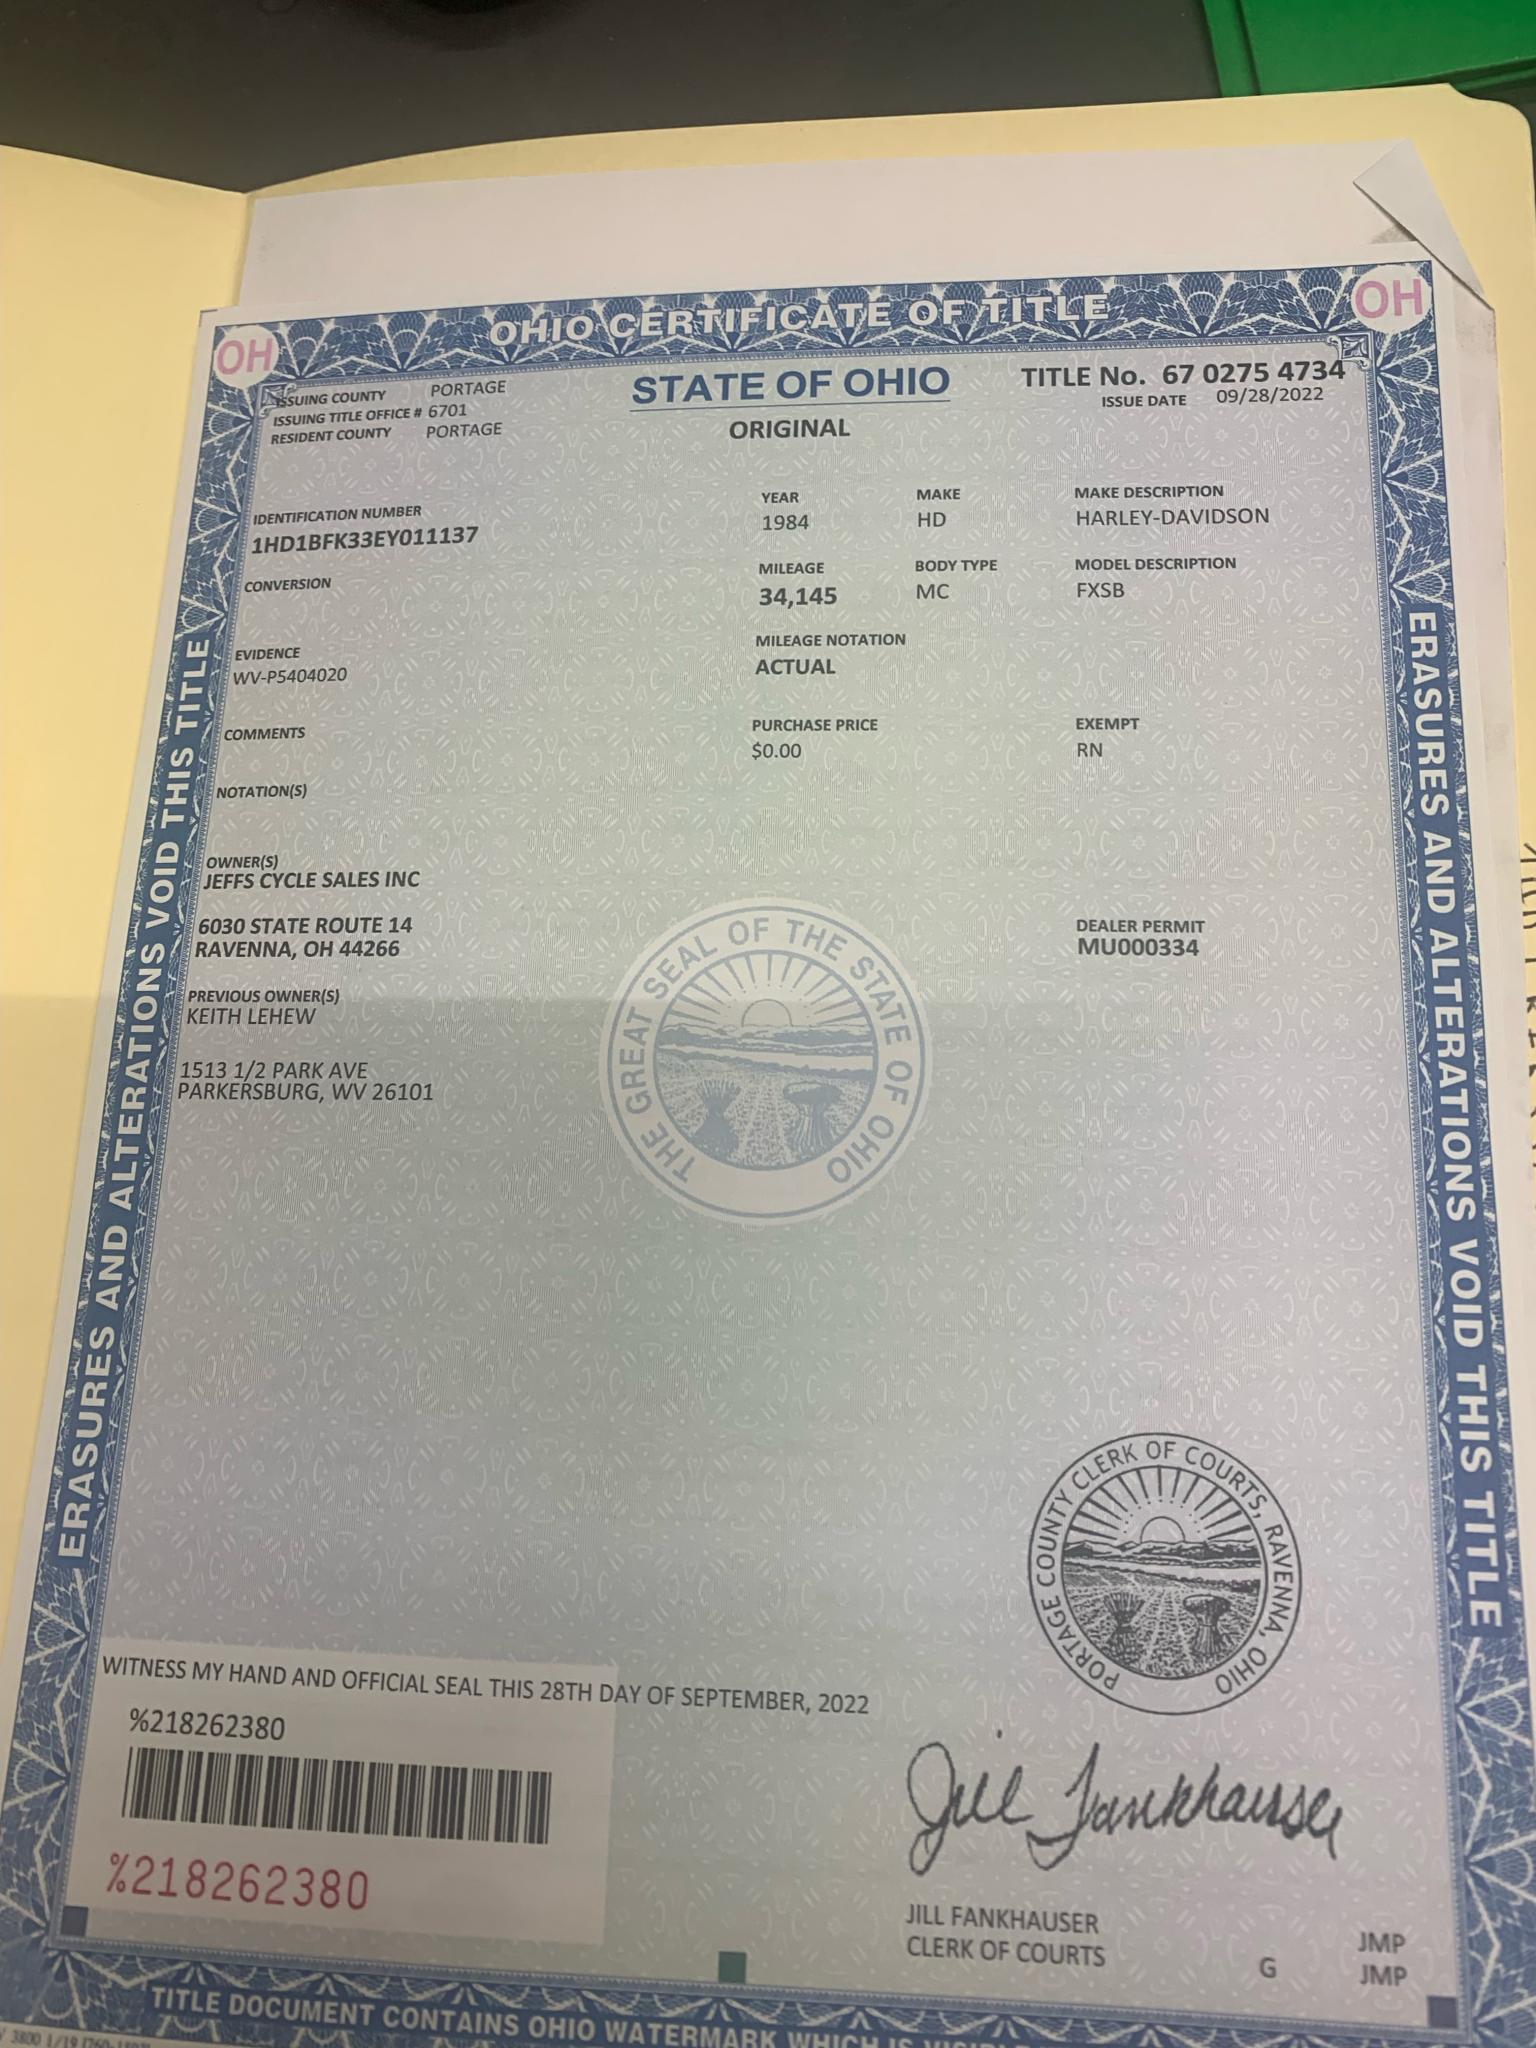 OHIO CERTIFICATE OF TITLE
OH
OH
ISSUING COUNTY PORTAGE
ISSUING TITLE OFFICE # 6701
RESIDENT COUNTY PORTAGE
STATE OF OHIO
ORIGINAL
TITLE No. 67 0275 4734
ISSUE DATE 09/28/2022
IDENTIFICATION NUMBER
1HD1BFK33EY011137
YEAR MAKE MAKE DESCRIPTION
1984 HD HARLEY-DAVIDSON
CONVERSION
MILEAGE BODY TYPE MODEL DESCRIPTION
34,145 MC FXSB
EVIDENCE
WV-P5404020
MILEAGE NOTATION
ACTUAL
COMMENTS
PURCHASE PRICE EXEMPT
$0.00 RN
NOTATION(S)
OWNER(S)
JEFFS CYCLE SALES INC
6030 STATE ROUTE 14
RAVENNA, OH 44266
DEALER PERMIT
MU000334
PREVIOUS OWNER(S)
KEITH LEHEW
1513 1/2 PARK AVE
PARKERSBURG, WV 26101
THE GREAT SEAL OF THE STATE OF OHIO
ERASURES AND ALTERATIONS VOID THIS TITLE
ERASURES AND ALTERATIONS VOID THIS TITLE
PORTAGE COUNTY CLERK OF COURTS, RAVENNA, OHIO
WITNESS MY HAND AND OFFICIAL SEAL THIS 28TH DAY OF SEPTEMBER, 2022
%218262380
%218262380
Jill Fankhauser
JILL FANKHAUSER
CLERK OF COURTS
G
JMP
JMP
TITLE DOCUMENT CONTAINS OHIO WATERMARK WHICH IS
3800 1/19